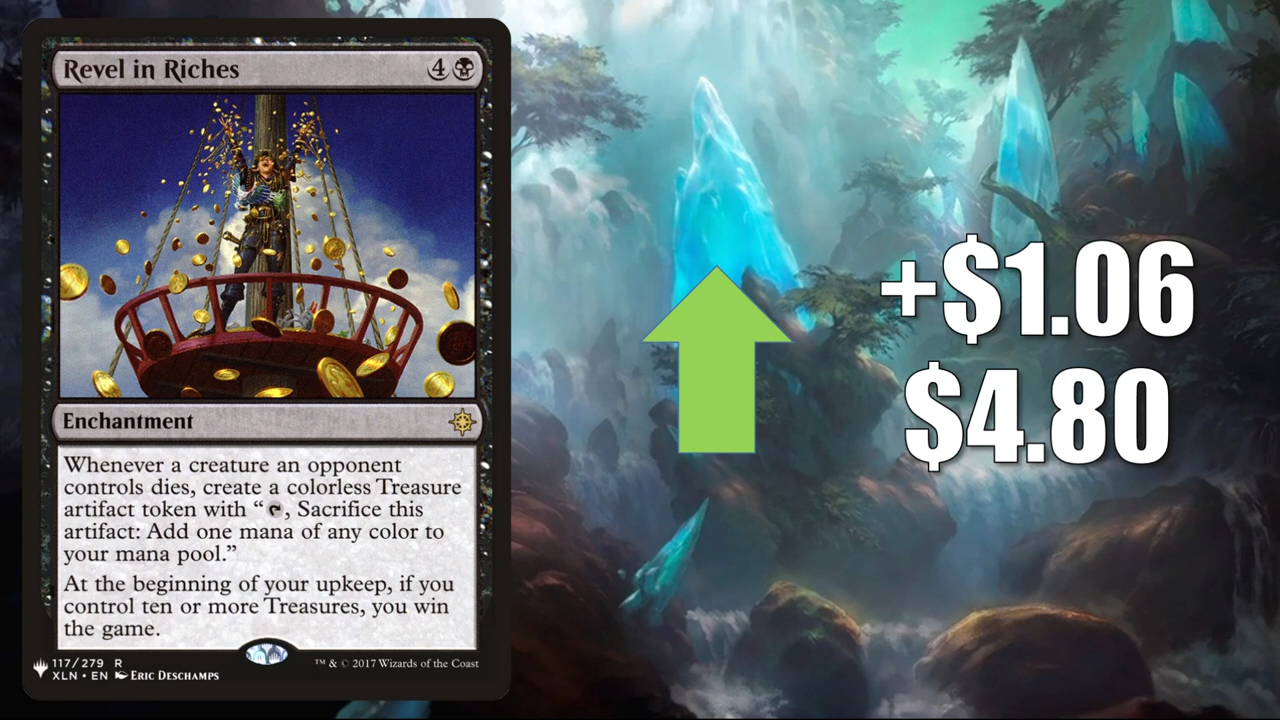 Revel in Riches 4
Enchantment
Whenever a creature an opponent
controls dies, create a colorless Treasure
artifact token with “, Sacrifice this
artifact: Add one mana of any color to
your mana pool.”
At the beginning of your upkeep, if you
control ten or more Treasures, you win
the game.
117/279 R
XLN • EN Eric Deschamps
™ & © 2017 Wizards of the Coast
+$1.06
$4.80